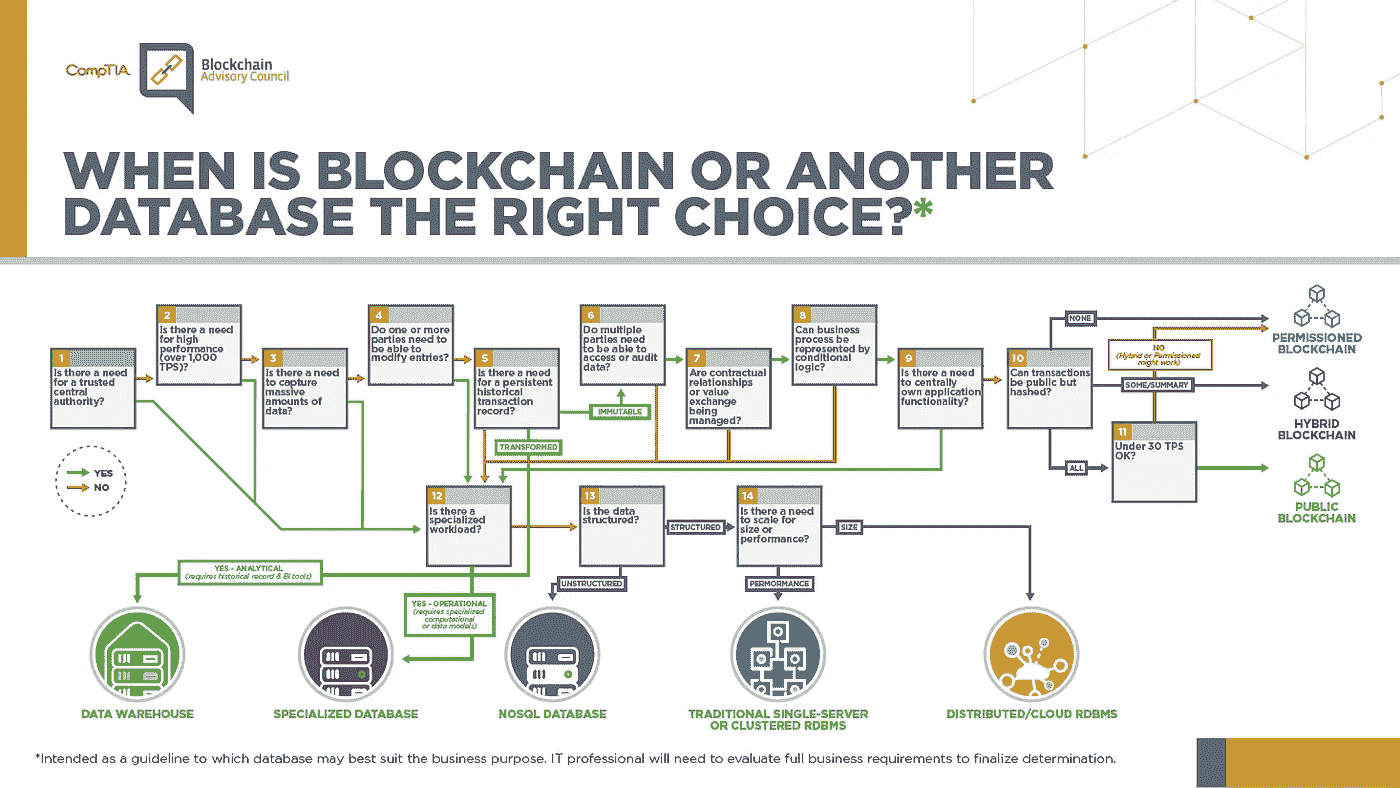 CompTIA
Blockchain
Advisory Council
WHEN IS BLOCKCHAIN OR ANOTHER
DATABASE THE RIGHT CHOICE?*
1
Is there a need
for a trusted
central
authority?
2
Is there a need
for high
performance
(over 1,000
TPS)?
3
Is there a need
to capture
massive
amounts of
data?
4
Do one or more
parties need to
be able to
modify entries?
5
Is there a need
for a persistent
historical
transaction
record?
IMMUTABLE
TRANSFORMED
6
Do multiple
parties need
to be able to
access or audit
data?
7
Are contractual
relationships
or value
exchange
being
managed?
8
Can business
process be
represented by
conditional
logic?
9
Is there a need
to centrally
own application
functionality?
10
Can transactions
be public but
hashed?
NONE
NO
(Hybrid or Permissioned
might work)
SOME/SUMMARY
ALL
11
Under 30 TPS
OK?
PERMISSIONED
BLOCKCHAIN
HYBRID
BLOCKCHAIN
PUBLIC
BLOCKCHAIN
YES
NO
12
Is there a
specialized
workload?
13
Is the data
structured?
STRUCTURED
14
Is there a need
to scale for
size or
performance?
SIZE
YES - ANALYTICAL
(requires historical record & BI tools)
YES - OPERATIONAL
(requires specialized
computational
or data models)
UNSTRUCTURED
PERMORMANCE
DATA WAREHOUSE
SPECIALIZED DATABASE
NOSQL DATABASE
TRADITIONAL SINGLE-SERVER
OR CLUSTERED RDBMS
DISTRIBUTED/CLOUD RDBMS
*Intended as a guideline to which database may best suit the business purpose. IT professional will need to evaluate full business requirements to finalize determination.